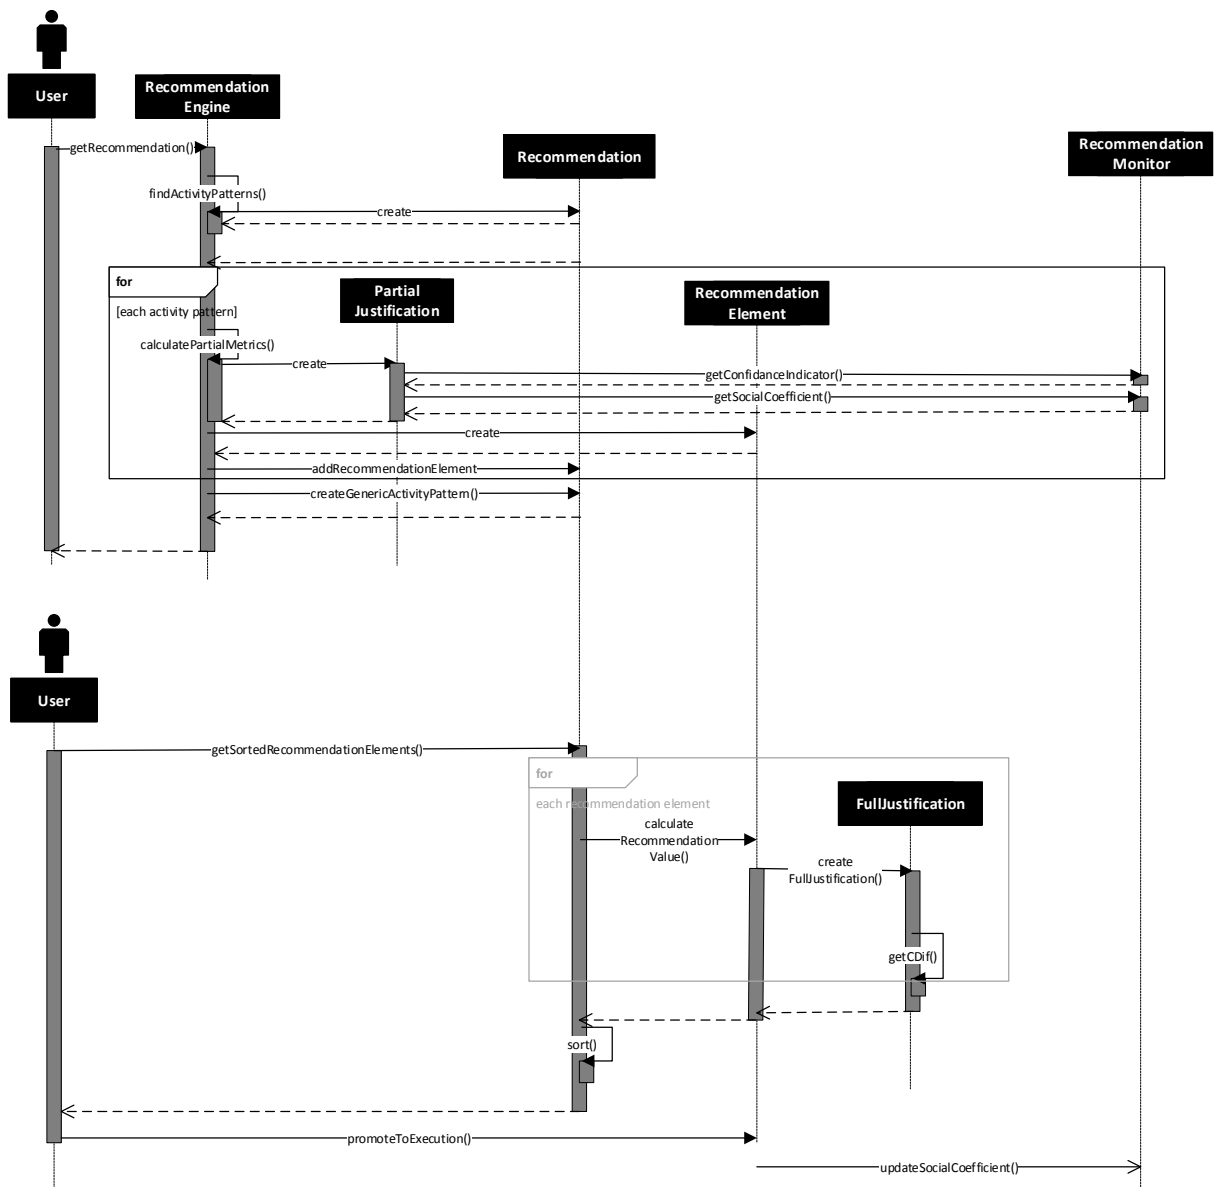 User
Recommendation
Engine
Recommendation
Recommendation
Monitor
getRecommendation()
findActivityPatterns()
create
for
[each activity pattern]
Partial
Justification
Recommendation
Element
calculatePartialMetrics()
create
getConfidanceIndicator()
getSocialCoefficient()
create
addRecommendationElement
createGenericActivityPattern()
User
getSortedRecommendationElements()
for
each recommendation element
FullJustification
calculate
Recommendation
Value()
create
FullJustification()
getCDif()
sort()
promoteToExecution()
updateSocialCoefficient()